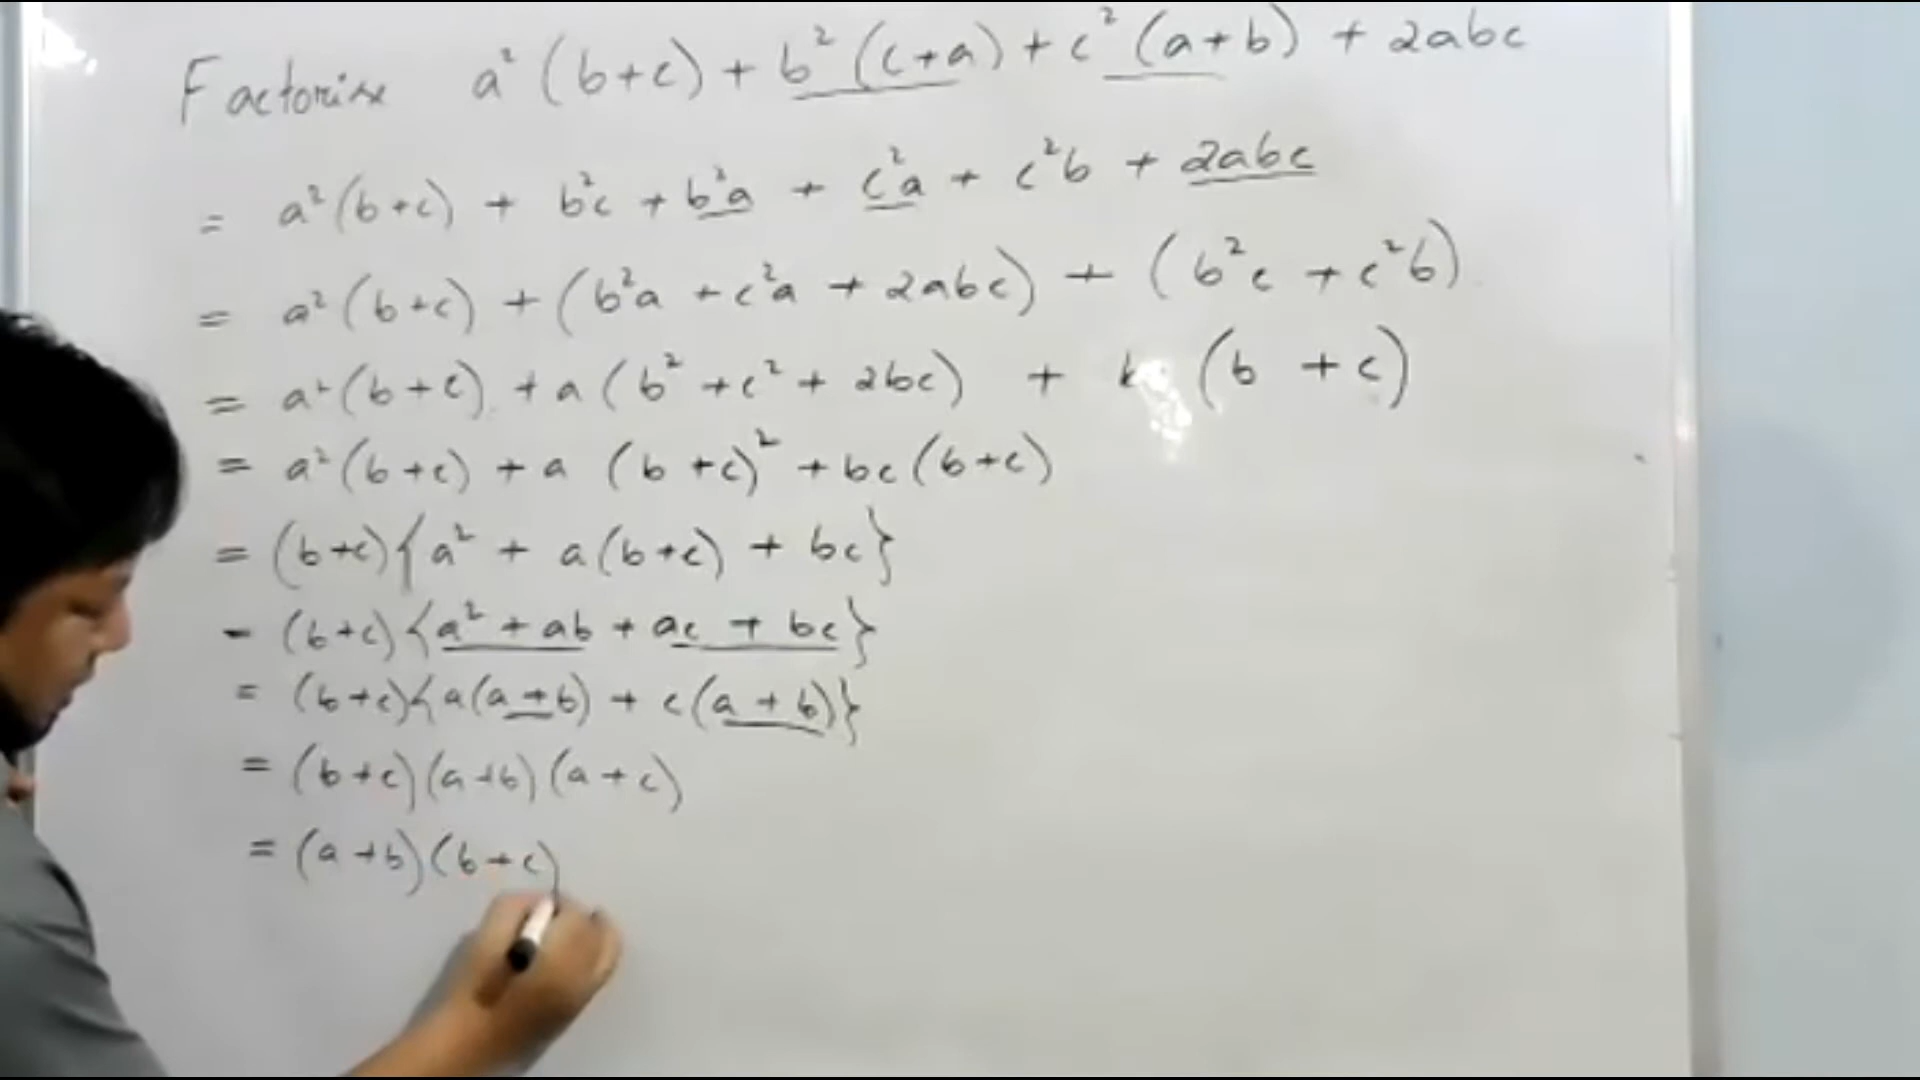 Factorise a²(b+c) + b²(c+a) + c²(a+b) + 2abc
= a²(b+c) + b²c + b²a + c²a + c²b + 2abc
= a²(b+c) + (b²a + c²a + 2abc) + (b²c + c²b)
= a²(b+c) + a(b² + c² + 2bc) + (b + c)
= a²(b+c) + a (b+c)² + bc(b+c)
= (b+c){a² + a(b+c) + bc}
- (b+c){a² + ab + ac + bc}
= (b+c){a(a+b) + c(a+b)}
= (b+c)(a+b)(a+c)
= (a+b)(b+c)